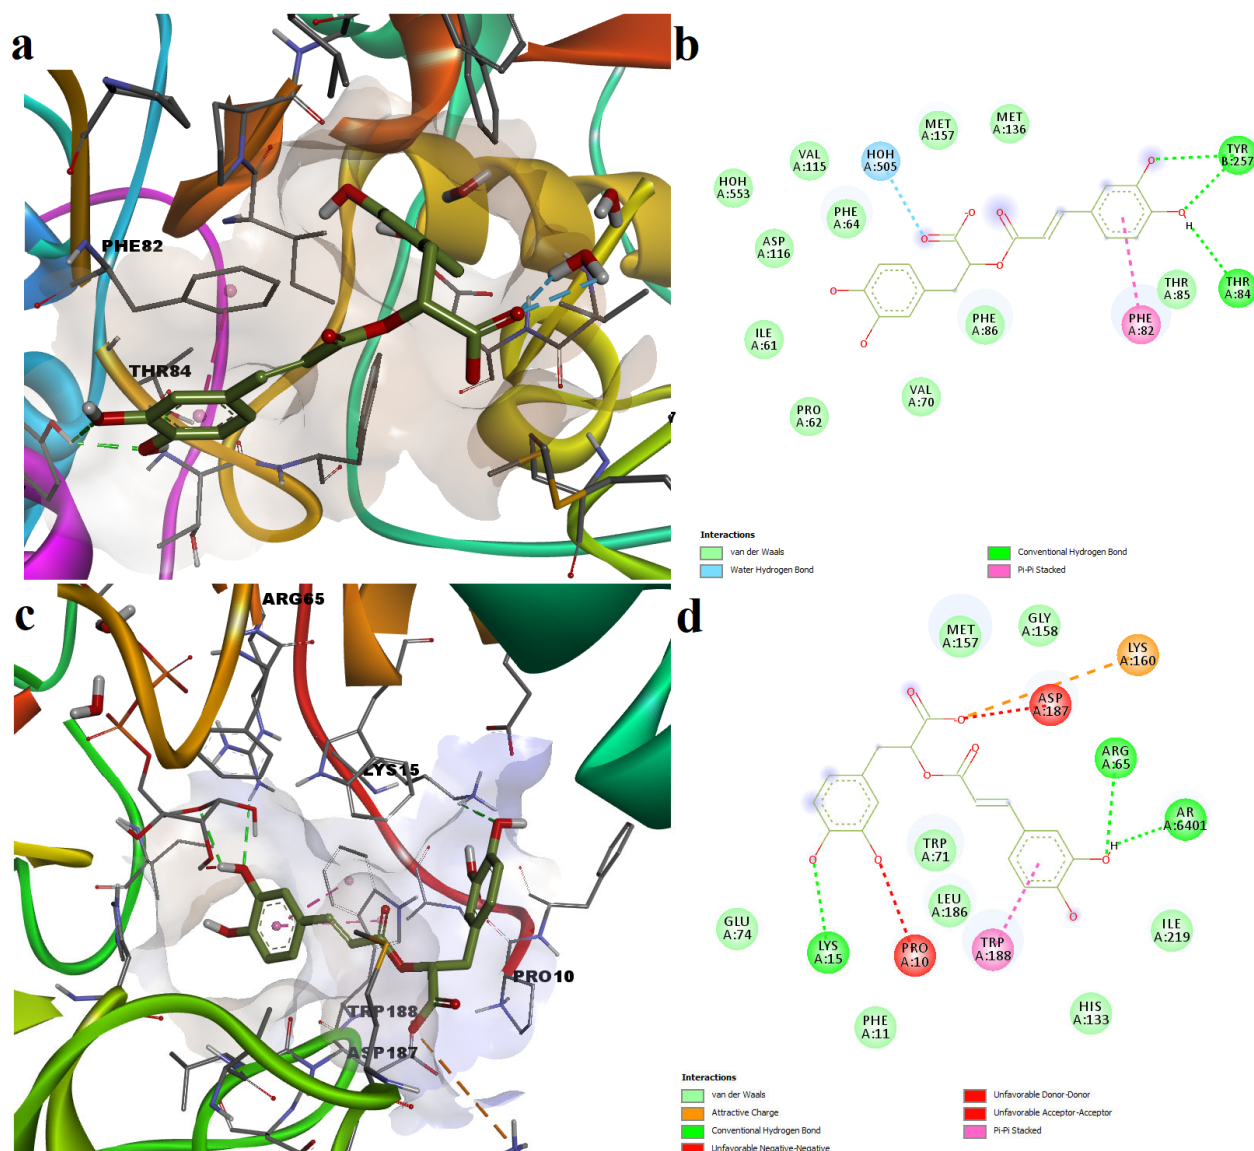 a
PHE82
THR84
b
MET
A:157
MET
A:136
TYR
B:257
VAL
A:115
HOH
A:505
HOH
A:553
PHE
A:64
ASP
A:116
H
THR
A:85
THR
A:84
PHE
A:86
PHE
A:82
ILE
A:61
VAL
A:70
PRO
A:62
Interactions
van der Waals
Water Hydrogen Bond
Conventional Hydrogen Bond
Pi-Pi Stacked
c
ARG65
LYS15
PRO10
TRP188
ASP187
d
MET
A:157
GLY
A:158
LYS
A:160
ASP
A:187
ARG
A:65
AR
A:6401
H
TRP
A:71
LEU
A:186
GLU
A:74
LYS
A:15
PRO
A:10
TRP
A:188
ILE
A:219
PHE
A:11
HIS
A:133
Interactions
van der Waals
Attractive Charge
Conventional Hydrogen Bond
Unfavorable Negative-Negative
Unfavorable Donor-Donor
Unfavorable Acceptor-Acceptor
Pi-Pi Stacked